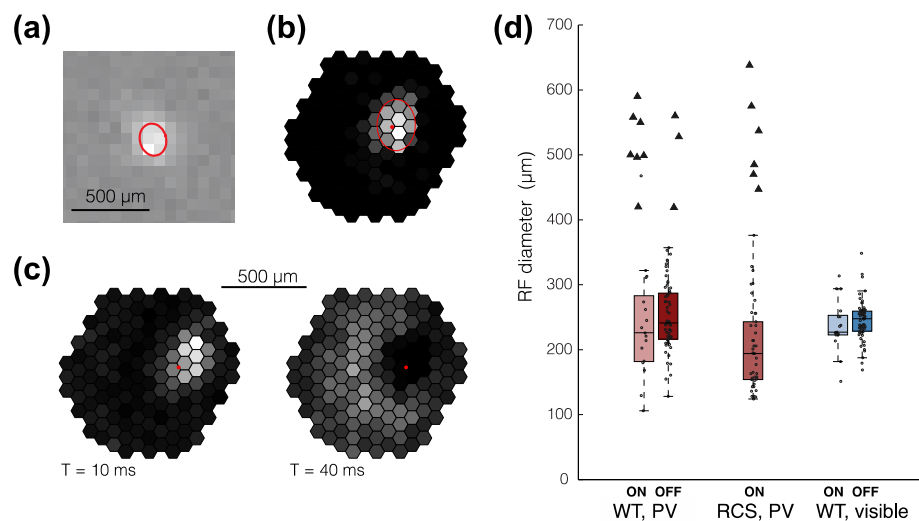 (a)
500 µm
(b)
(c)
500 µm
T = 10 ms
T = 40 ms
(d)
RF diameter (µm)
700
600
500
400
300
200
100
0
ON OFF ON ON OFF
WT, PV RCS, PV WT, visible